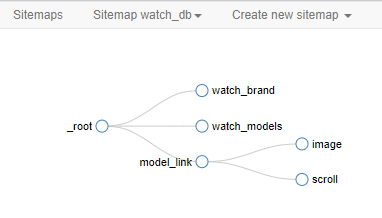 Sitemaps Sitemap watch_db Create new sitemap
watch_brand
_root watch_models
image
model_link
scroll